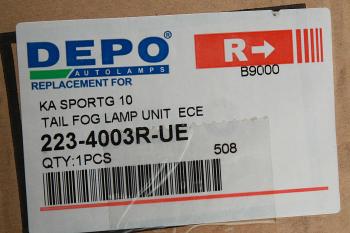 DEPO
AUTOLAMPS
REPLACEMENT FOR
R→
B9000
KA SPORTG 10
TAIL FOG LAMP UNIT ECE
223-4003R-UE
QTY:1PCS
508